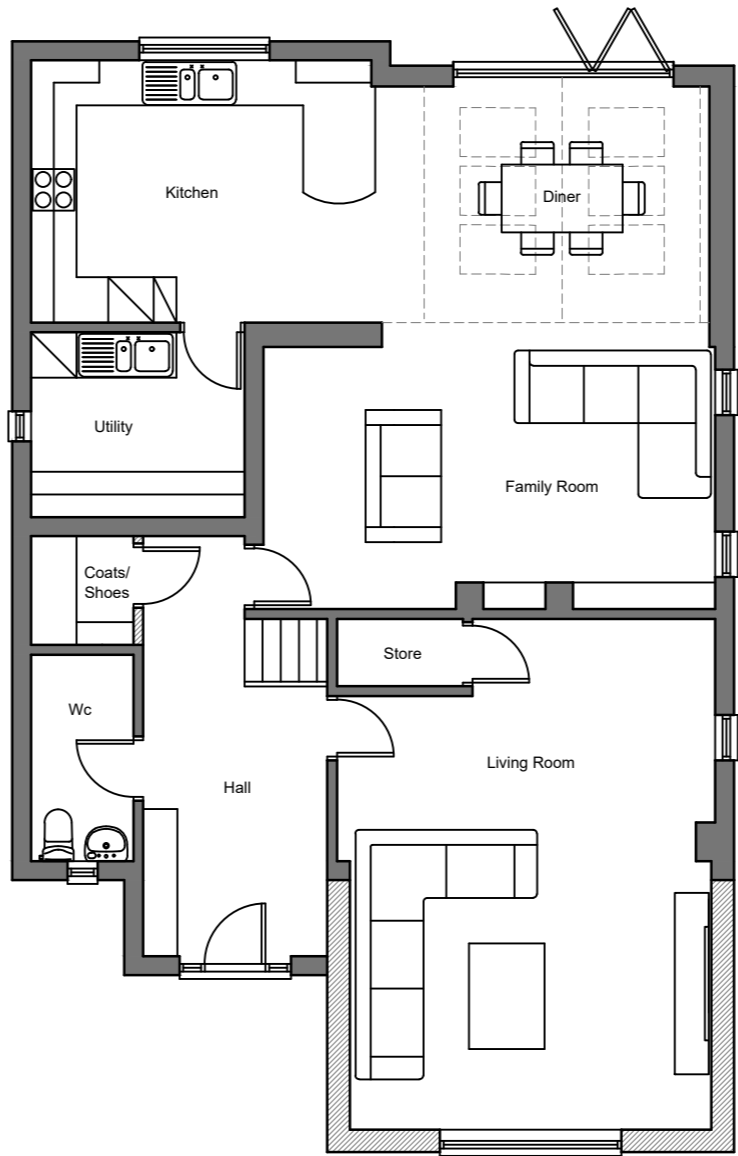 Kitchen
Diner
Utility
Family Room
Coats/
Shoes
Store
Wc
Living Room
Hall